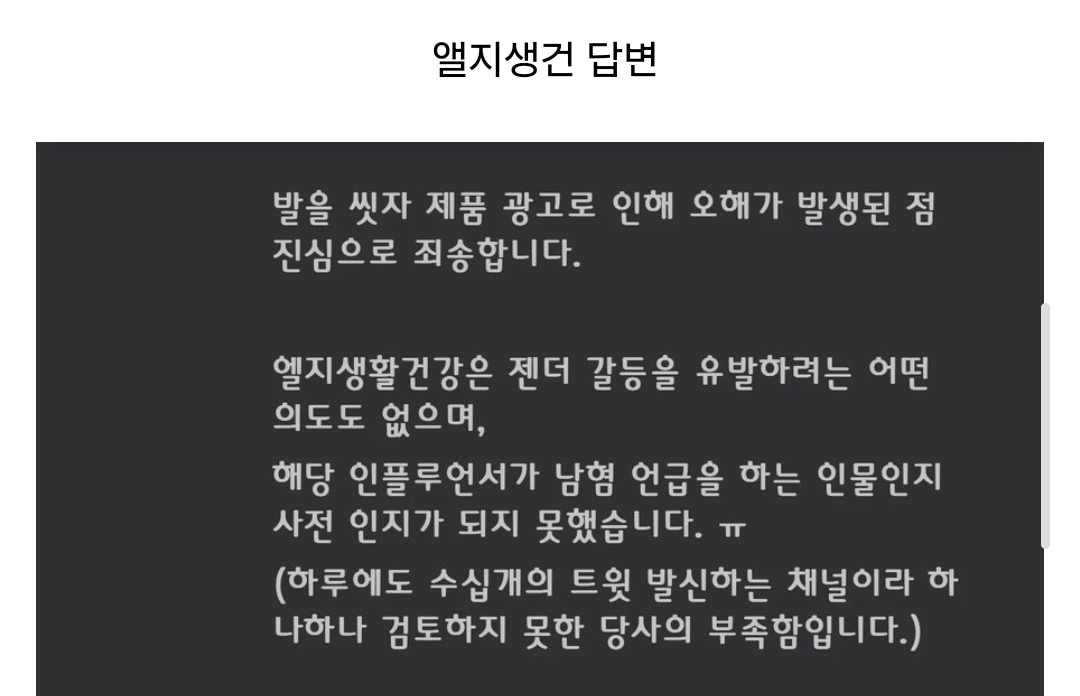 앨지생건 답변
발을 씻자 제품 광고로 인해 오해가 발생된 점
진심으로 죄송합니다.
엘지생활건강은 젠더 갈등을 유발하려는 어떤
의도도 없으며,
해당 인플루언서가 남혐 언급을 하는 인물인지
사전 인지가 되지 못했습니다. ㅠ
(하루에도 수십개의 트윗 발신하는 채널이라 하
나하나 검토하지 못한 당사의 부족함입니다.)